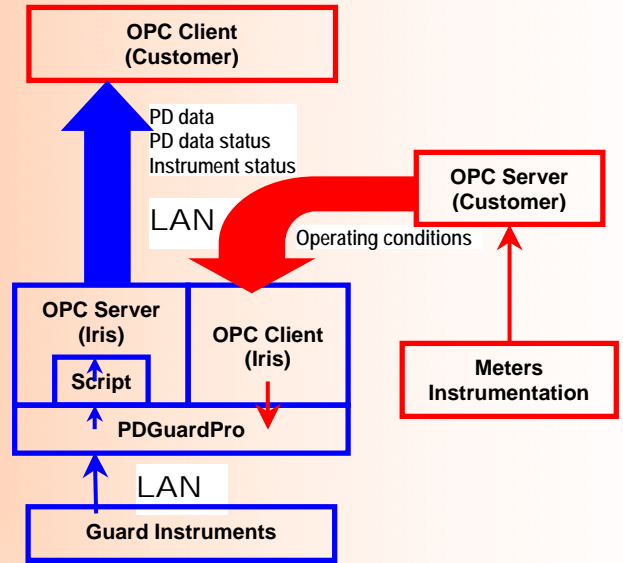 OPC Client
(Customer)
PD data
PD data status
Instrument status
OPC Server
(Customer)
LAN
Operating conditions
OPC Server
(Iris)
OPC Client
(Iris)
Script
Meters
Instrumentation
PDGuardPro
LAN
Guard Instruments